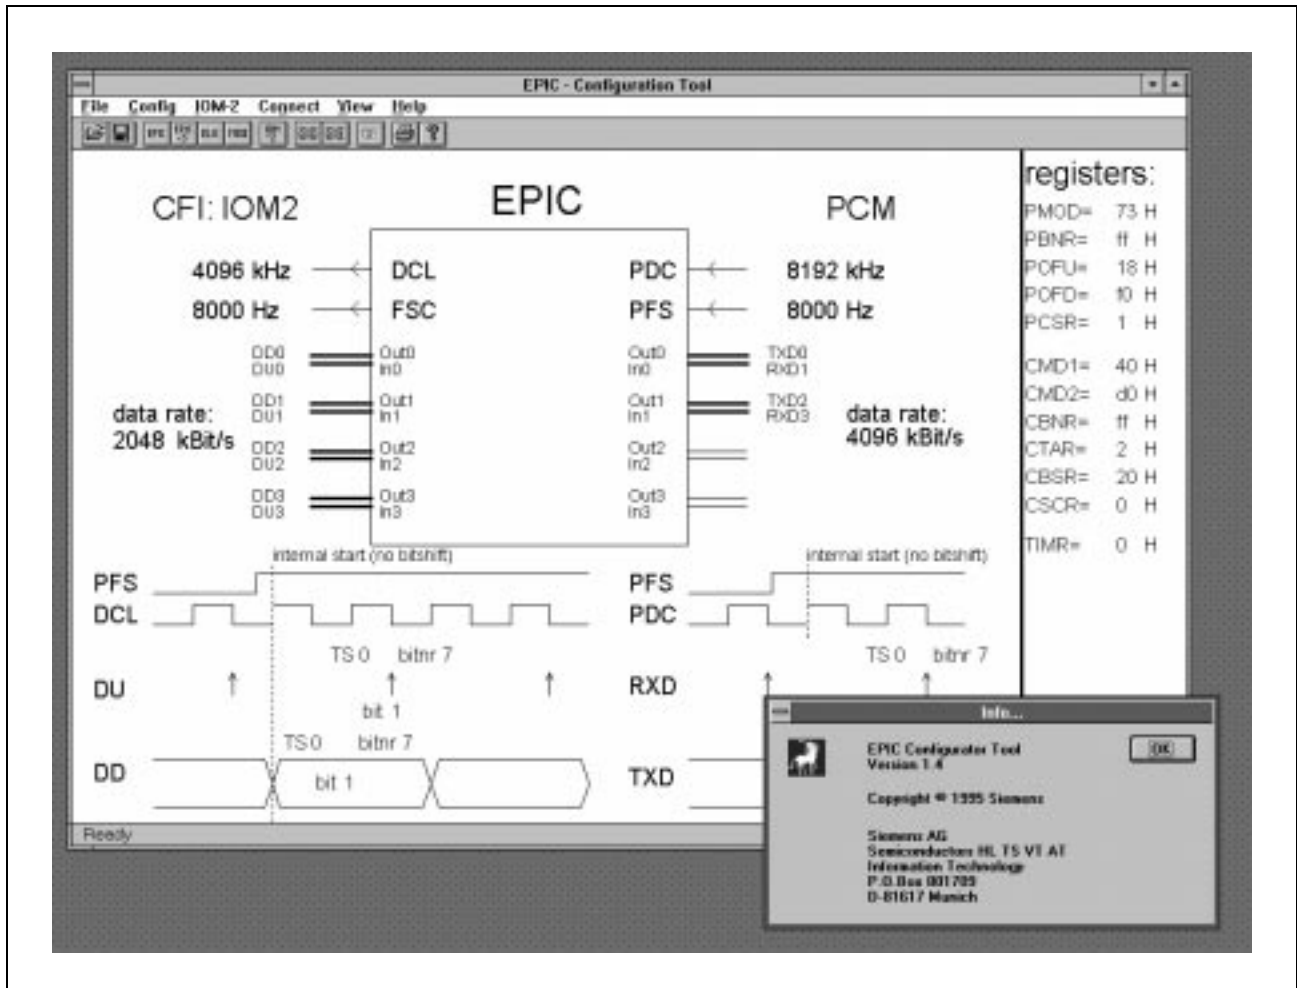 EPIC - Configuration Tool
File Config IOM-2 Connect View Help
CFI: IOM2
EPIC
PCM
4096 kHz
DCL
PDC
8192 kHz
8000 Hz
FSC
PFS
8000 Hz
DD0
DU0
Out0
In0
Out0
In0
TXD0
RXD1
data rate:
2048 kBit/s
DD1
DU1
Out1
In1
Out1
In1
TXD2
RXD3
data rate:
4096 kBit/s
DD2
DU2
Out2
In2
Out2
In2
DD3
DU3
Out3
In3
Out3
In3
internal start (no bitshift)
PFS
DCL
TS 0 bitnr 7
DU
bit 1
TS 0 bitnr 7
DD
bit 1
internal start (no bitshift)
PFS
PDC
TS 0 bitnr 7
RXD
TXD
registers:
PMOD= 73 H
PBNR= ff H
POFU= 18 H
POFD= f0 H
PCSR= 1 H
CMD1= 40 H
CMD2= d0 H
CBNR= ff H
CTAR= 2 H
CBSR= 20 H
CSCR= 0 H
TIMR= 0 H
Ready
Info...
OK
EPIC Configurator Tool
Version 1.4
Copyright © 1995 Siemens
Siemens AG
Semiconductors HL TS VT AT
Information Technology
P.O.Box 801709
D-81617 Munich